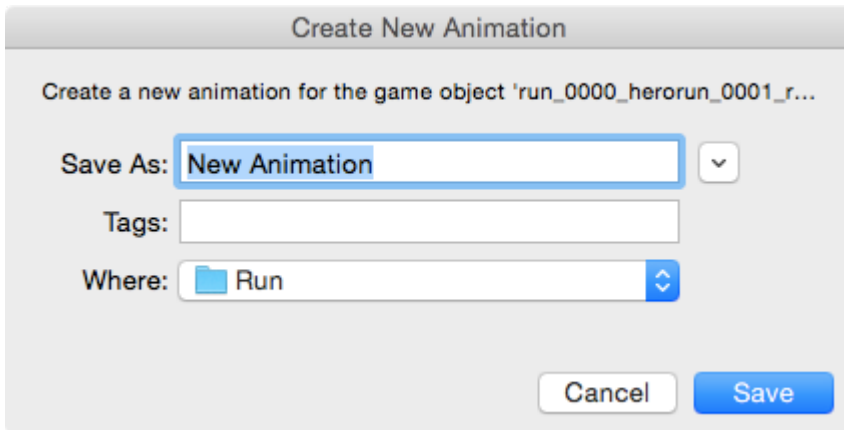 Create New Animation
Create a new animation for the game object 'run_0000_herorun_0001_r...
Save As: New Animation
Tags:
Where: Run
Cancel Save